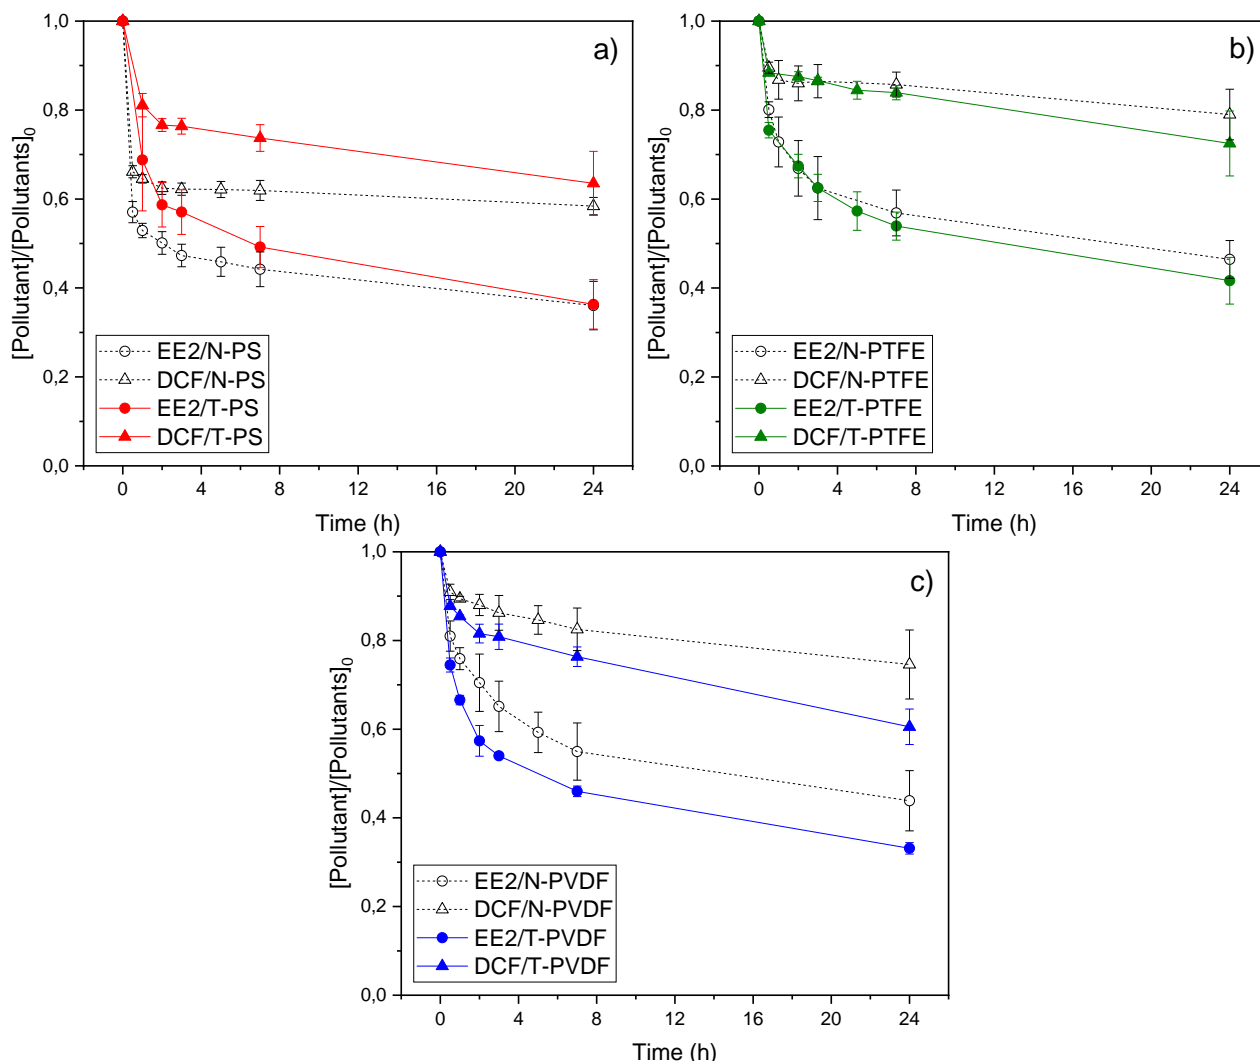 a)
[Pollutant]/[Pollutants]0
1,0
0,8
0,6
0,4
0,2
0,0
EE2/N-PS
DCF/N-PS
EE2/T-PS
DCF/T-PS
0 4 8 12 16 20 24
Time (h)
b)
[Pollutant]/[Pollutants]0
1,0
0,8
0,6
0,4
0,2
0,0
EE2/N-PTFE
DCF/N-PTFE
EE2/T-PTFE
DCF/T-PTFE
0 4 8 12 16 20 24
Time (h)
c)
[Pollutant]/[Pollutants]0
1,0
0,8
0,6
0,4
0,2
0,0
EE2/N-PVDF
DCF/N-PVDF
EE2/T-PVDF
DCF/T-PVDF
0 4 8 12 16 20 24
Time (h)